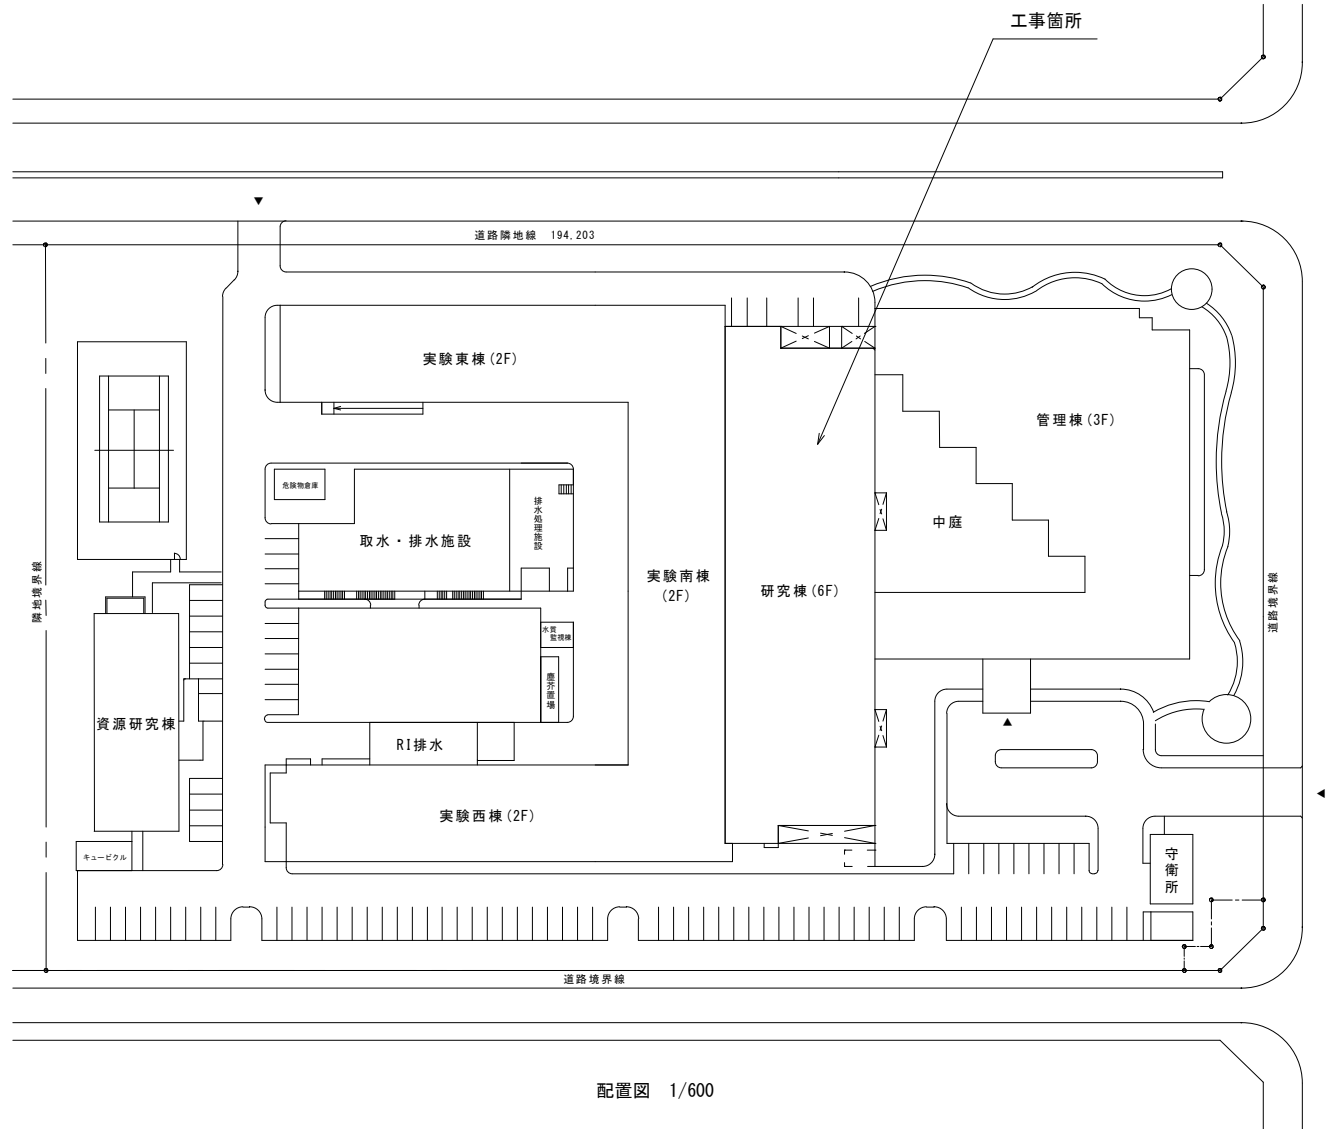 工事箇所
道路隣地線 194.203
実験東棟(2F)
管理棟(3F)
危険物倉庫
排水処理施設
中庭
取水・排水施設
隣地境界線
実験南棟
(2F)
研究棟(6F)
道路境界線
水質
監視棟
塵芥置場
資源研究棟
RI排水
実験西棟(2F)
キュービクル
守衛所
道路境界線
配置図 1/600